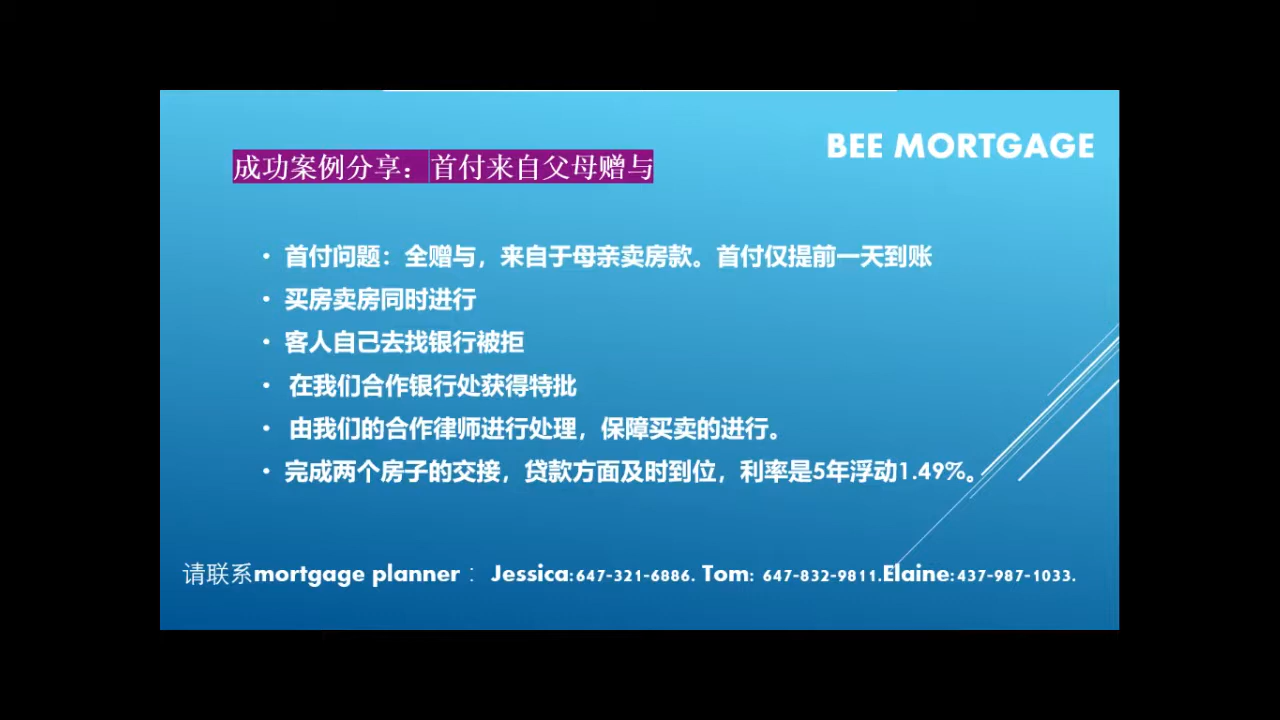 BEE MORTGAGE
成功案例分享：首付来自父母赠与
• 首付问题：全赠与，来自于母亲卖房款。首付仅提前一天到账
• 买房卖房同时进行
• 客人自己去找银行被拒
• 在我们合作银行处获得特批
• 由我们的合作律师进行处理，保障买卖的进行。
• 完成两个房子的交接，贷款方面及时到位，利率是5年浮动1.49%。
请联系mortgage planner： Jessica:647-321-6886. Tom: 647-832-9811.Elaine:437-987-1033.